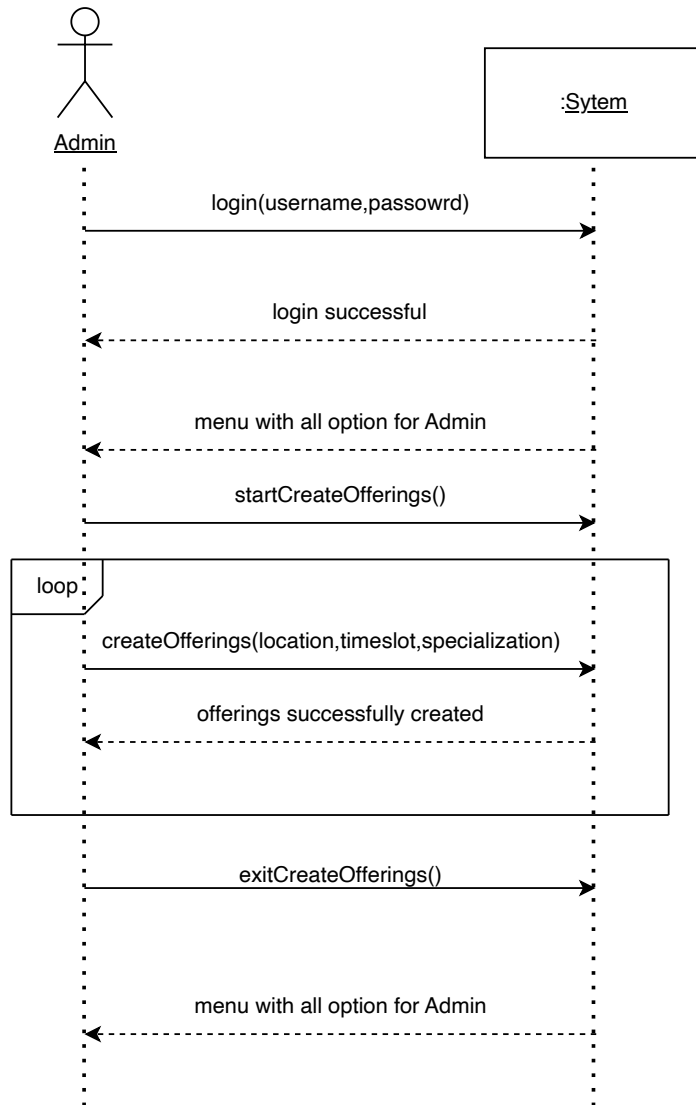 :Sytem
Admin
login(username,passowrd)
login successful
menu with all option for Admin
startCreateOfferings()
loop
createOfferings(location,timeslot,specialization)
offerings successfully created
exitCreateOfferings()
menu with all option for Admin